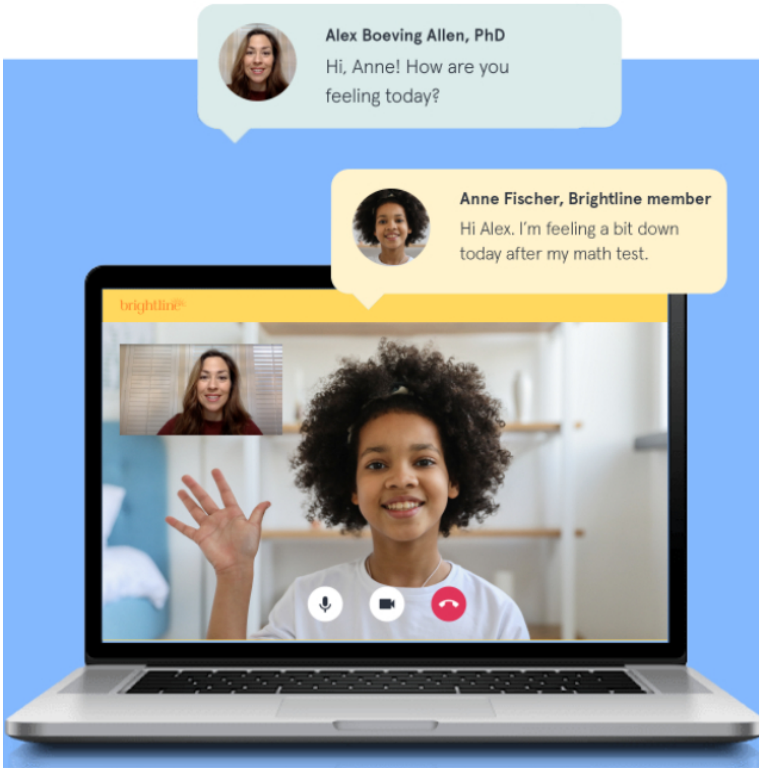 Alex Boeving Allen, PhD
Hi, Anne! How are you
feeling today?
Anne Fischer, Brightline member
Hi Alex. I’m feeling a bit down
today after my math test.
brightline